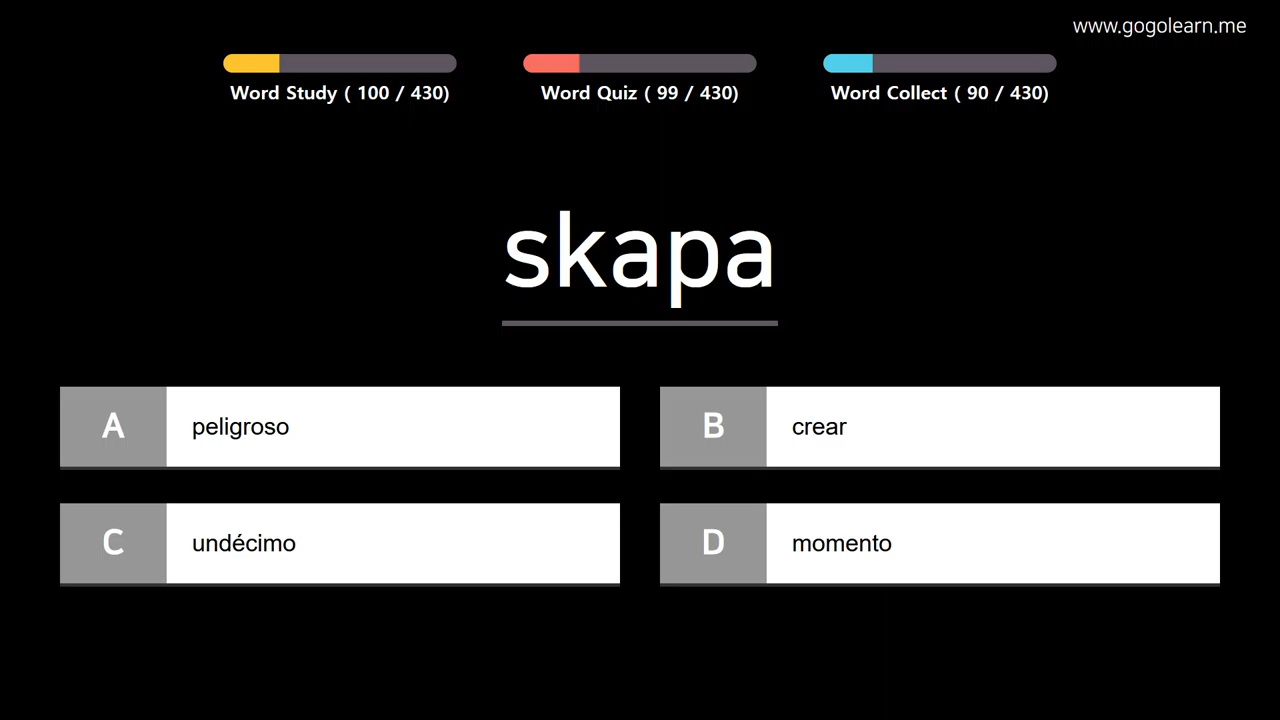 www.gogolearn.me
Word Study ( 100 / 430)
Word Quiz ( 99 / 430)
Word Collect ( 90 / 430)
skapa
A peligroso
B crear
C undécimo
D momento